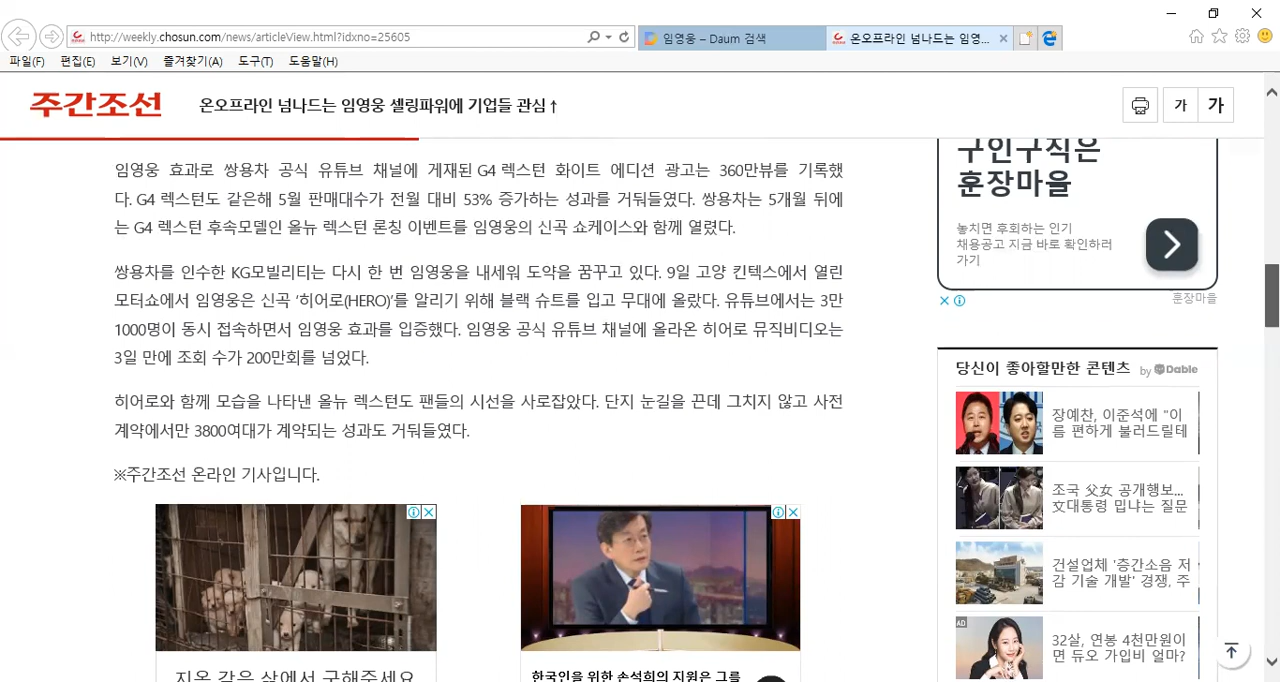 http://weekly.chosun.com/news/articleView.html?idxno=25605
임영웅 – Daum 검색
온오프라인 넘나드는 임영...
파일(F) 편집(E) 보기(V) 즐겨찾기(A) 도구(T) 도움말(H)
주간조선
온오프라인 넘나드는 임영웅 셀링파워에 기업들 관심↑
가 가
임영웅 효과로 쌍용차 공식 유튜브 채널에 게재된 G4 렉스턴 화이트 에디션 광고는 360만뷰를 기록했
다. G4 렉스턴도 같은해 5월 판매대수가 전월 대비 53% 증가하는 성과를 거둬들였다. 쌍용차는 5개월 뒤에
는 G4 렉스턴 후속모델인 올뉴 렉스턴 론칭 이벤트를 임영웅의 신곡 쇼케이스와 함께 열렸다.
쌍용차를 인수한 KG모빌리티는 다시 한 번 임영웅을 내세워 도약을 꿈꾸고 있다. 9일 고양 킨텍스에서 열린
모터쇼에서 임영웅은 신곡 ‘히어로(HERO)’를 알리기 위해 블랙 슈트를 입고 무대에 올랐다. 유튜브에서는 3만
1000명이 동시 접속하면서 임영웅 효과를 입증했다. 임영웅 공식 유튜브 채널에 올라온 히어로 뮤직비디오는
3일 만에 조회 수가 200만회를 넘었다.
히어로와 함께 모습을 나타낸 올뉴 렉스턴도 팬들의 시선을 사로잡았다. 단지 눈길을 끈데 그치지 않고 사전
계약에서만 3800여대가 계약되는 성과도 거둬들였다.
※주간조선 온라인 기사입니다.
지옥 같은 삶에서 구해주세요
한국인을 위한 손석희의 지원은 그를
구인구직은
훈장마을
놓치면 후회하는 인기
채용공고 지금 바로 확인하러
가기
훈장마을
당신이 좋아할만한 콘텐츠 by Dable
장예찬, 이준석에 "이
름 편하게 불러드릴테
조국 父女 공개행보...
文대통령 밉냐는 질문
건설업체 '층간소음 저
감 기술 개발' 경쟁, 주
AD
32살, 연봉 4천만원이
면 듀오 가입비 얼마?